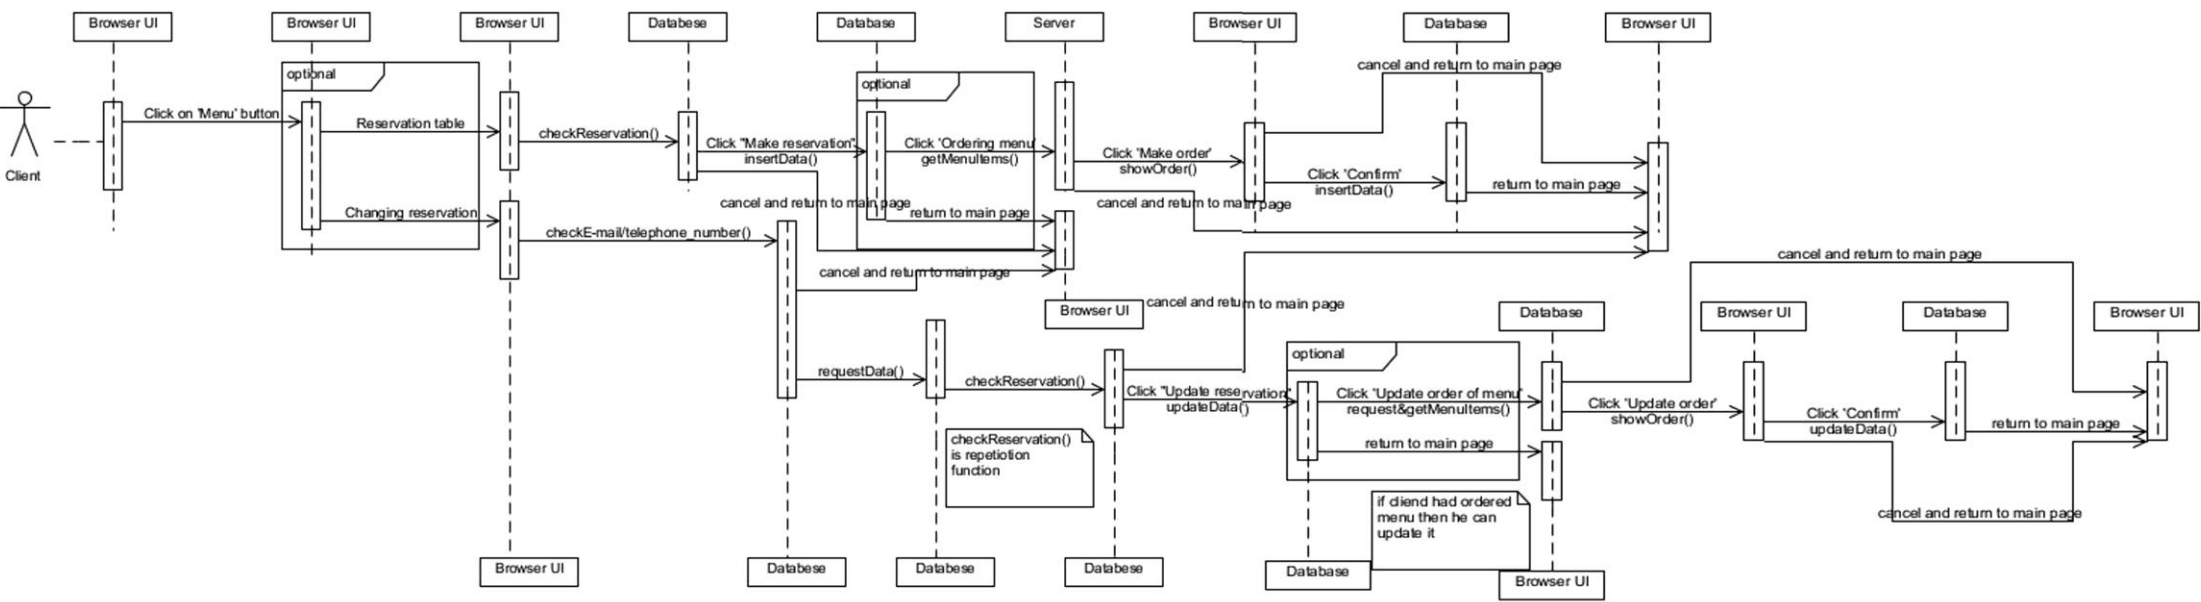 Browser UI
Browser UI
Browser UI
Databese
Database
Server
Browser UI
Database
Browser UI
cancel and return to main page
optional
optional
Click on 'Menu' button
Reservation table
checkReservation()
Click "Make reservation"
insertData()
Click 'Ordering menu'
getMenuItems()
Click 'Make order'
showOrder()
Click 'Confirm'
insertData()
return to main page
Client
Changing reservation
cancel and return to main page
return to main page
cancel and return to main page
checkE-mail/telephone_number()
cancel and return to main page
cancel and return to main page
Browser UI
cancel and return to main page
Database
Browser UI
Database
Browser UI
optional
requestData()
checkReservation()
Click "Update reservation"
updateData()
Click 'Update order of menu'
request&getMenuItems()
Click 'Update order'
showOrder()
Click 'Confirm'
updateData()
return to main page
return to main page
checkReservation()
is repetiotion
function
if cliend had ordered
menu then he can
update it
cancel and return to main page
Browser UI
Databese
Databese
Databese
Database
Browser UI